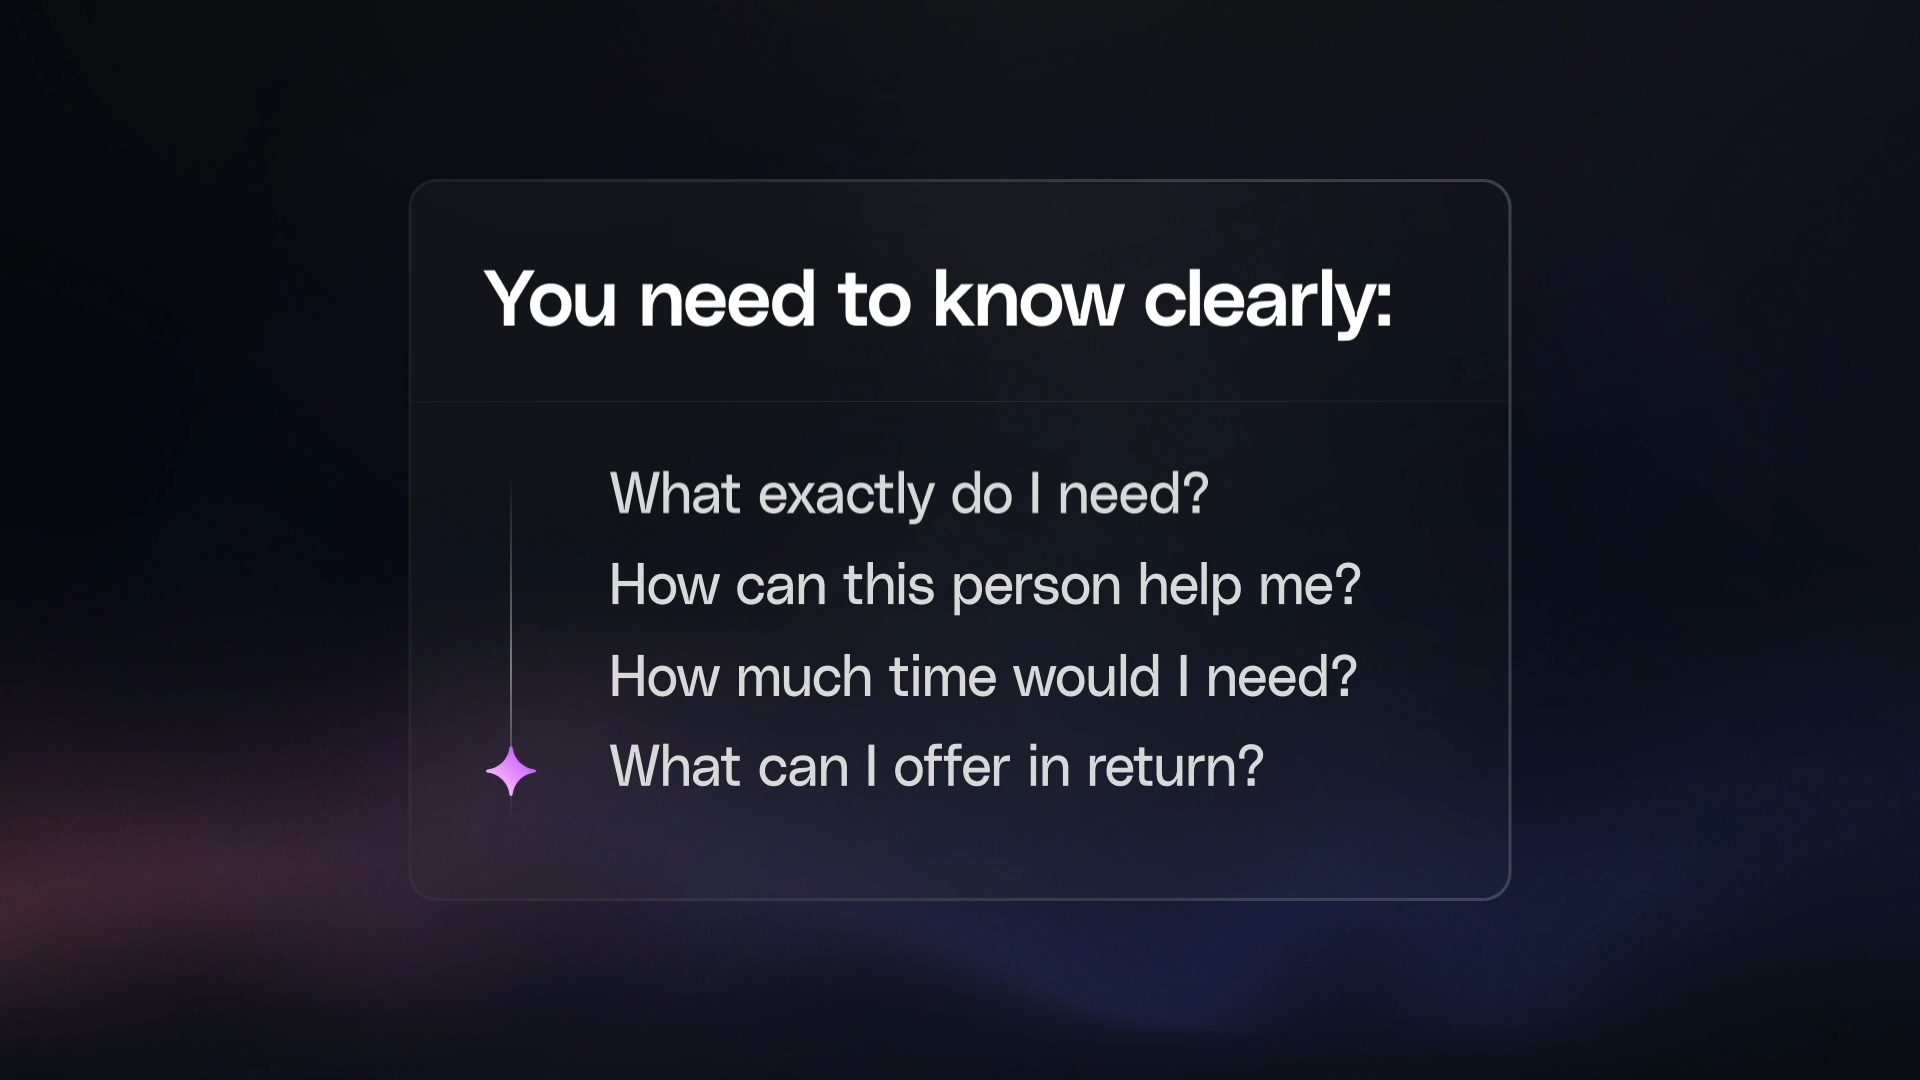 You need to know clearly:
What exactly do I need?
How can this person help me?
How much time would I need?
What can I offer in return?